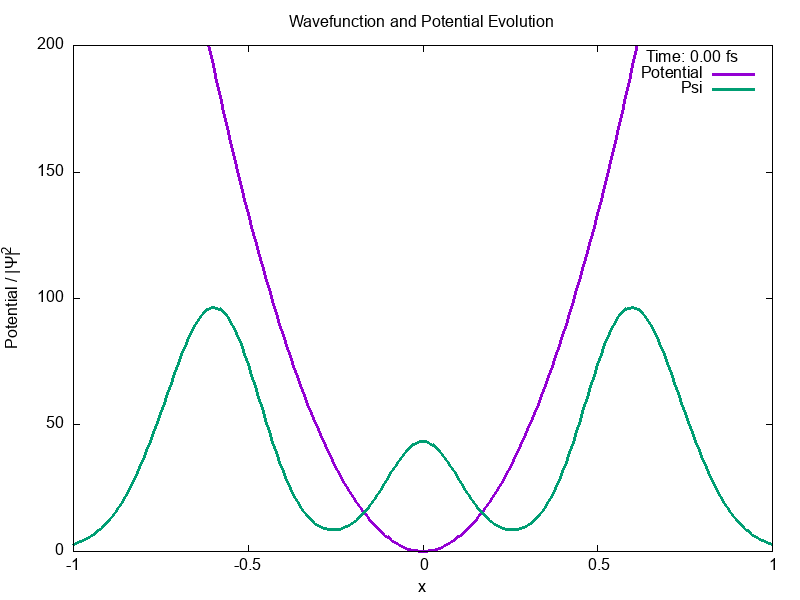 Wavefunction and Potential Evolution
Time: 0.00 fs
Potential
Psi
200
150
100
50
0
Potential / |Ψ|²
-1
-0.5
0
0.5
1
x